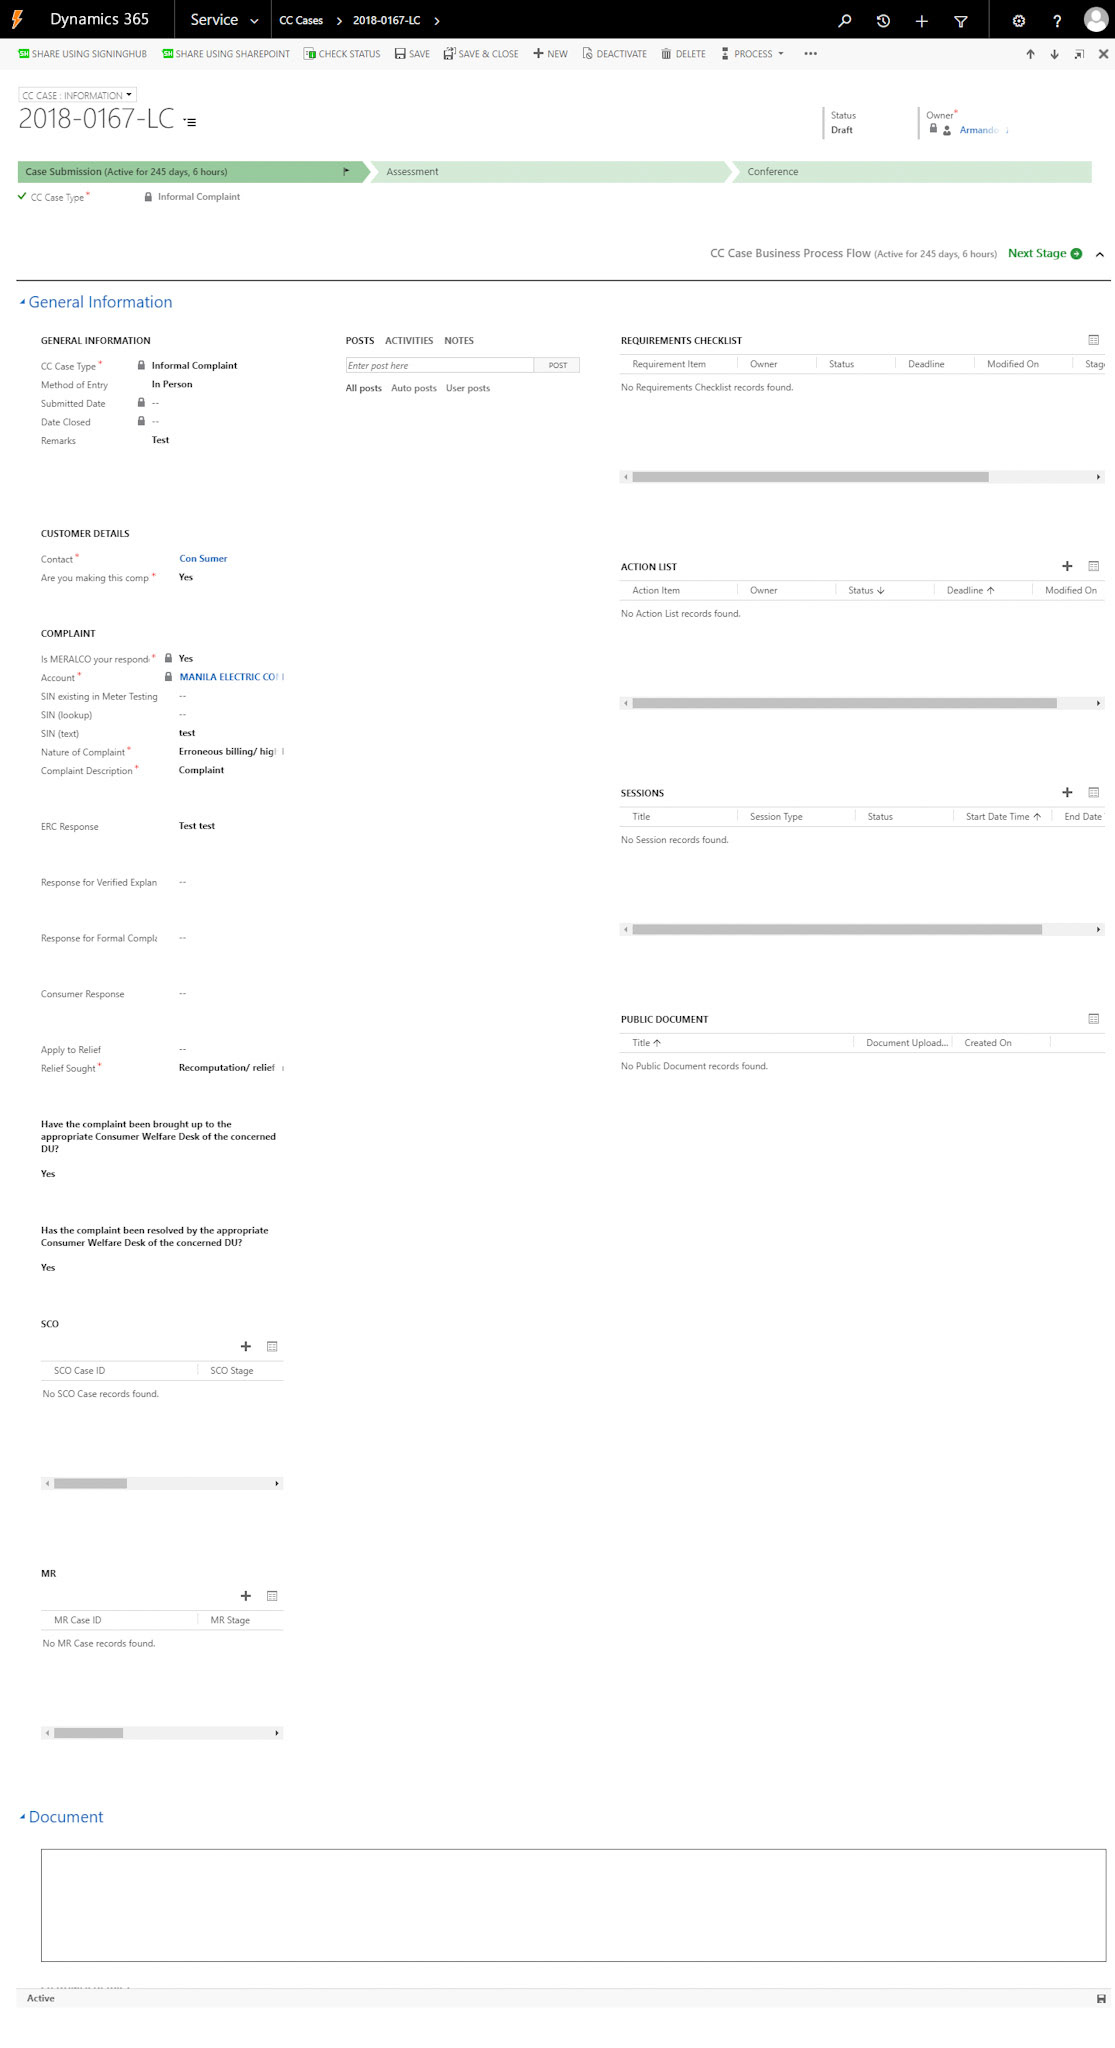 Dynamics 365
Service
CC Cases
2018-0167-LC
SHARE USING SIGNINGHUB
SHARE USING SHAREPOINT
CHECK STATUS
SAVE
SAVE & CLOSE
NEW
DEACTIVATE
DELETE
PROCESS
CC CASE : INFORMATION
2018-0167-LC
Status
Draft
Owner*
Armando
Case Submission (Active for 245 days, 6 hours)
Assessment
Conference
CC Case Type*
Informal Complaint
CC Case Business Process Flow (Active for 245 days, 6 hours)
Next Stage
General Information
GENERAL INFORMATION
CC Case Type* Informal Complaint
Method of Entry In Person
Submitted Date --
Date Closed --
Remarks Test
CUSTOMER DETAILS
Contact* Con Sumer
Are you making this comp* Yes
COMPLAINT
Is MERALCO your respond* Yes
Account* MANILA ELECTRIC CO
SIN existing in Meter Testing --
SIN (lookup) --
SIN (text) test
Nature of Complaint* Erroneous billing/ hig
Complaint Description* Complaint
ERC Response Test test
Response for Verified Explan --
Response for Formal Compl --
Consumer Response --
Apply to Relief --
Relief Sought* Recomputation/ relief
Have the complaint been brought up to the
appropriate Consumer Welfare Desk of the concerned
DU?
Yes
Has the complaint been resolved by the appropriate
Consumer Welfare Desk of the concerned DU?
Yes
SCO
SCO Case ID SCO Stage
No SCO Case records found.
MR
MR Case ID MR Stage
No MR Case records found.
POSTS ACTIVITIES NOTES
Enter post here POST
All posts Auto posts User posts
REQUIREMENTS CHECKLIST
Requirement Item Owner Status Deadline Modified On Stag
No Requirements Checklist records found.
ACTION LIST
Action Item Owner Status Deadline Modified On
No Action List records found.
SESSIONS
Title Session Type Status Start Date Time End Date
No Session records found.
PUBLIC DOCUMENT
Title Document Upload... Created On
No Public Document records found.
Document
Active